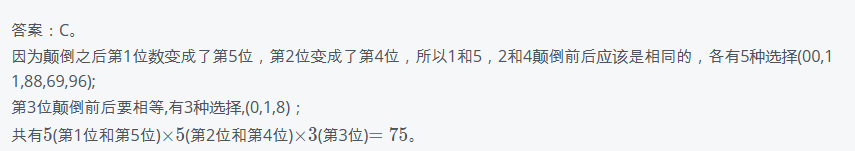 答案：C。
因为颠倒之后第1位数变成了第5位，第2位变成了第4位，所以1和5，2和4颠倒前后应该是相同的，各有5种选择(00,1
1,88,69,96);
第3位颠倒前后要相等,有3种选择,(0,1,8)；
共有5(第1位和第5位)×5(第2位和第4位)×3(第3位)= 75。